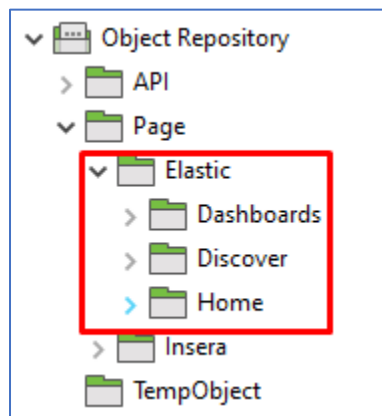 Object Repository
API
Page
Elastic
Dashboards
Discover
Home
Insera
TempObject